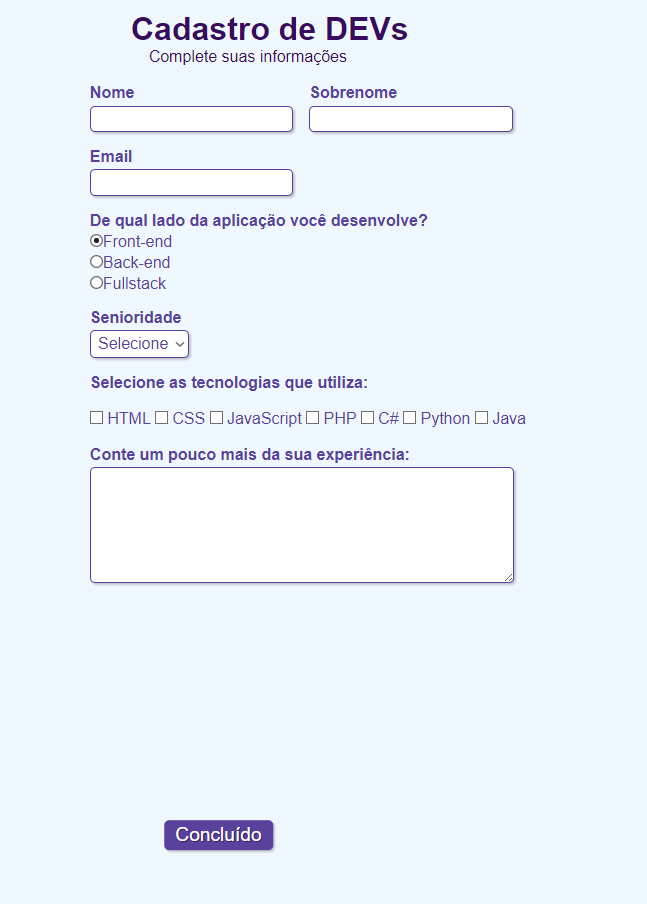 Cadastro de DEVs
Complete suas informações
Nome Sobrenome
Email
De qual lado da aplicação você desenvolve?
Front-end
Back-end
Fullstack
Senioridade
Selecione
Selecione as tecnologias que utiliza:
HTML CSS JavaScript PHP C# Python Java
Conte um pouco mais da sua experiência:
Concluído